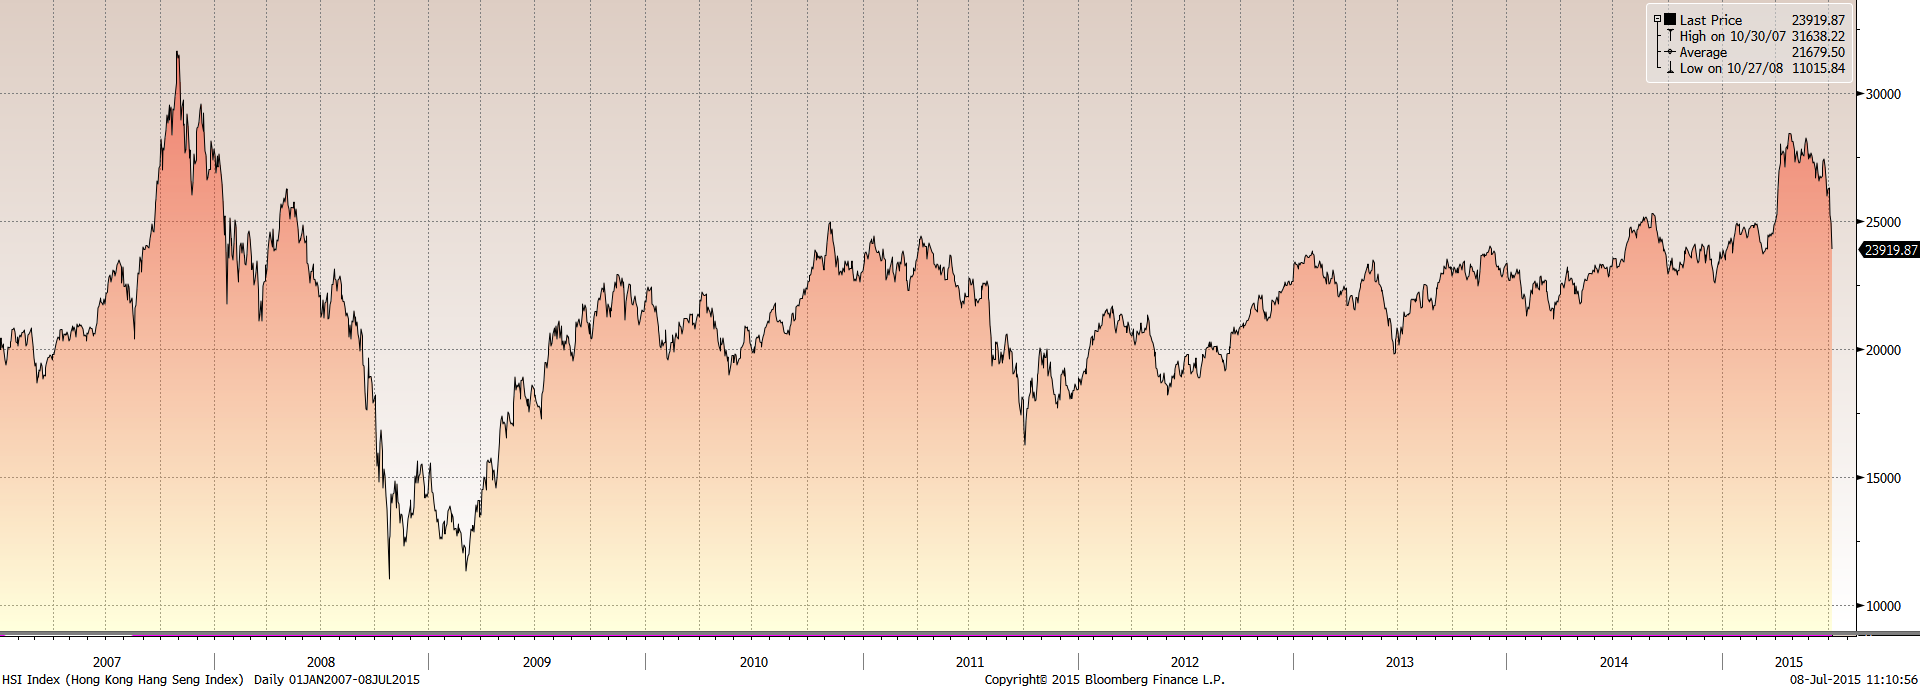 Last Price 23919.87
High on 10/30/07 31638.22
Average 21679.50
Low on 10/27/08 11015.84
30000
25000
23919.87
20000
15000
10000
2007 2008 2009 2010 2011 2012 2013 2014 2015
HSI Index (Hong Kong Hang Seng Index) Daily 01JAN2007-08JUL2015 Copyright© 2015 Bloomberg Finance L.P. 08-Jul-2015 11:10:56